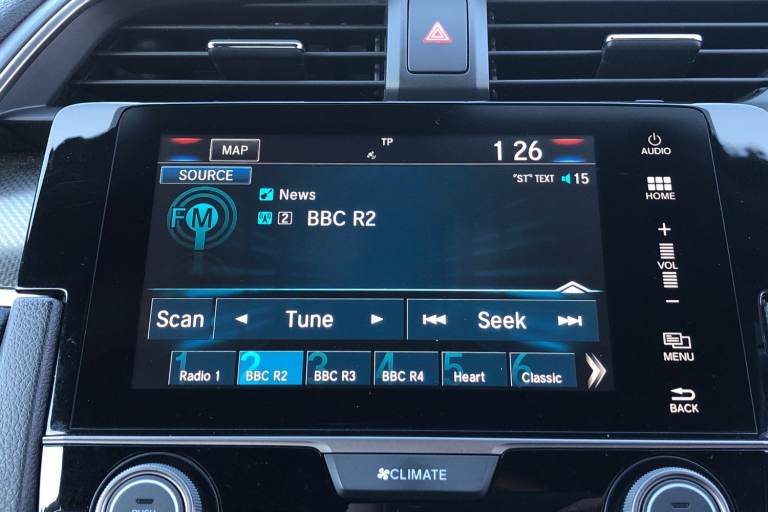 TP
MAP
1 26
AUDIO
SOURCE
"ST" TEXT 15
News
HOME
FM
2 BBC R2
+
VOL
−
Scan
Tune
Seek
MENU
1 Radio 1
2 BBC R2
3 BBC R3
4 BBC R4
5 Heart
6 Classic
BACK
CLIMATE
PUSH